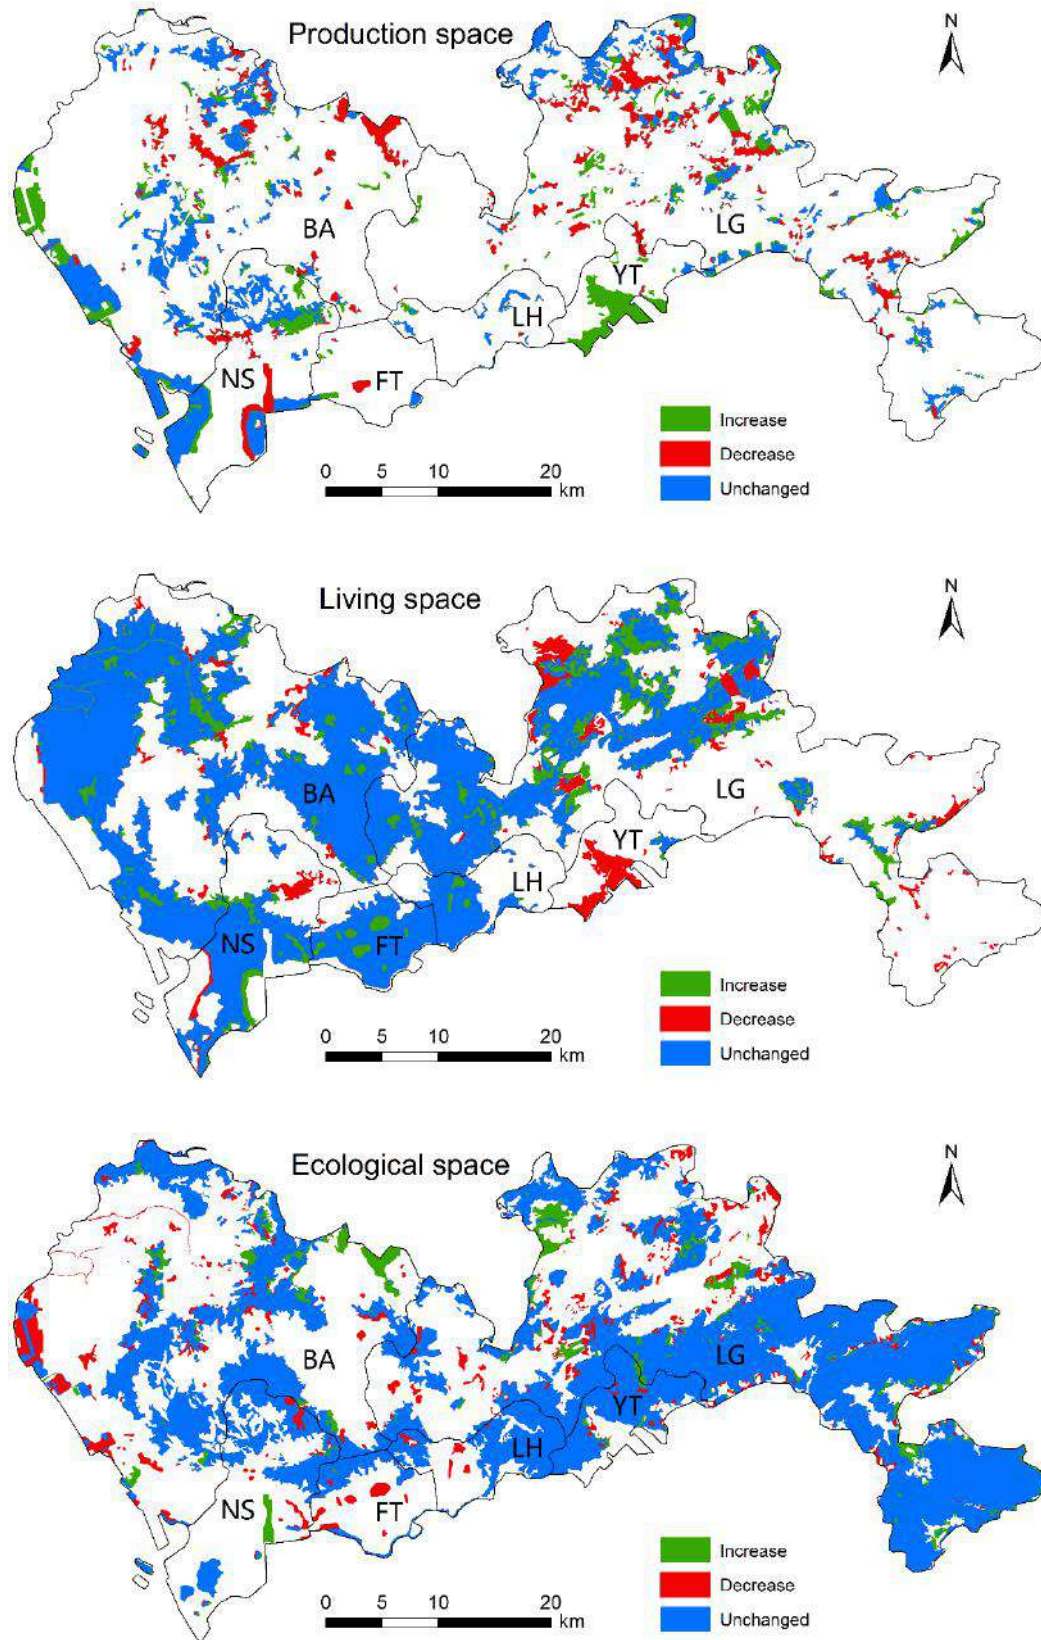 Production space
N
BA
LG
YT
LH
NS
FT
Increase
Decrease
Unchanged
0 5 10 20
km
Living space
N
BA
LG
YT
LH
NS
FT
Increase
Decrease
Unchanged
0 5 10 20
km
Ecological space
N
BA
LG
YT
LH
NS
FT
Increase
Decrease
Unchanged
0 5 10 20
km